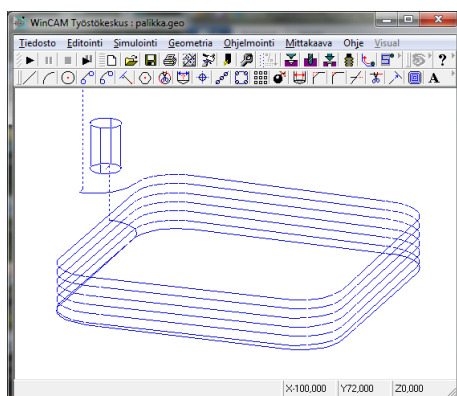 WinCAM Työstökeskus : palikka.geo
Tiedosto Editointi Simulointi Geometria Ohjelmointi Mittakaava Ohje Visual
?
A
X-100,000 Y72,000 Z0,000